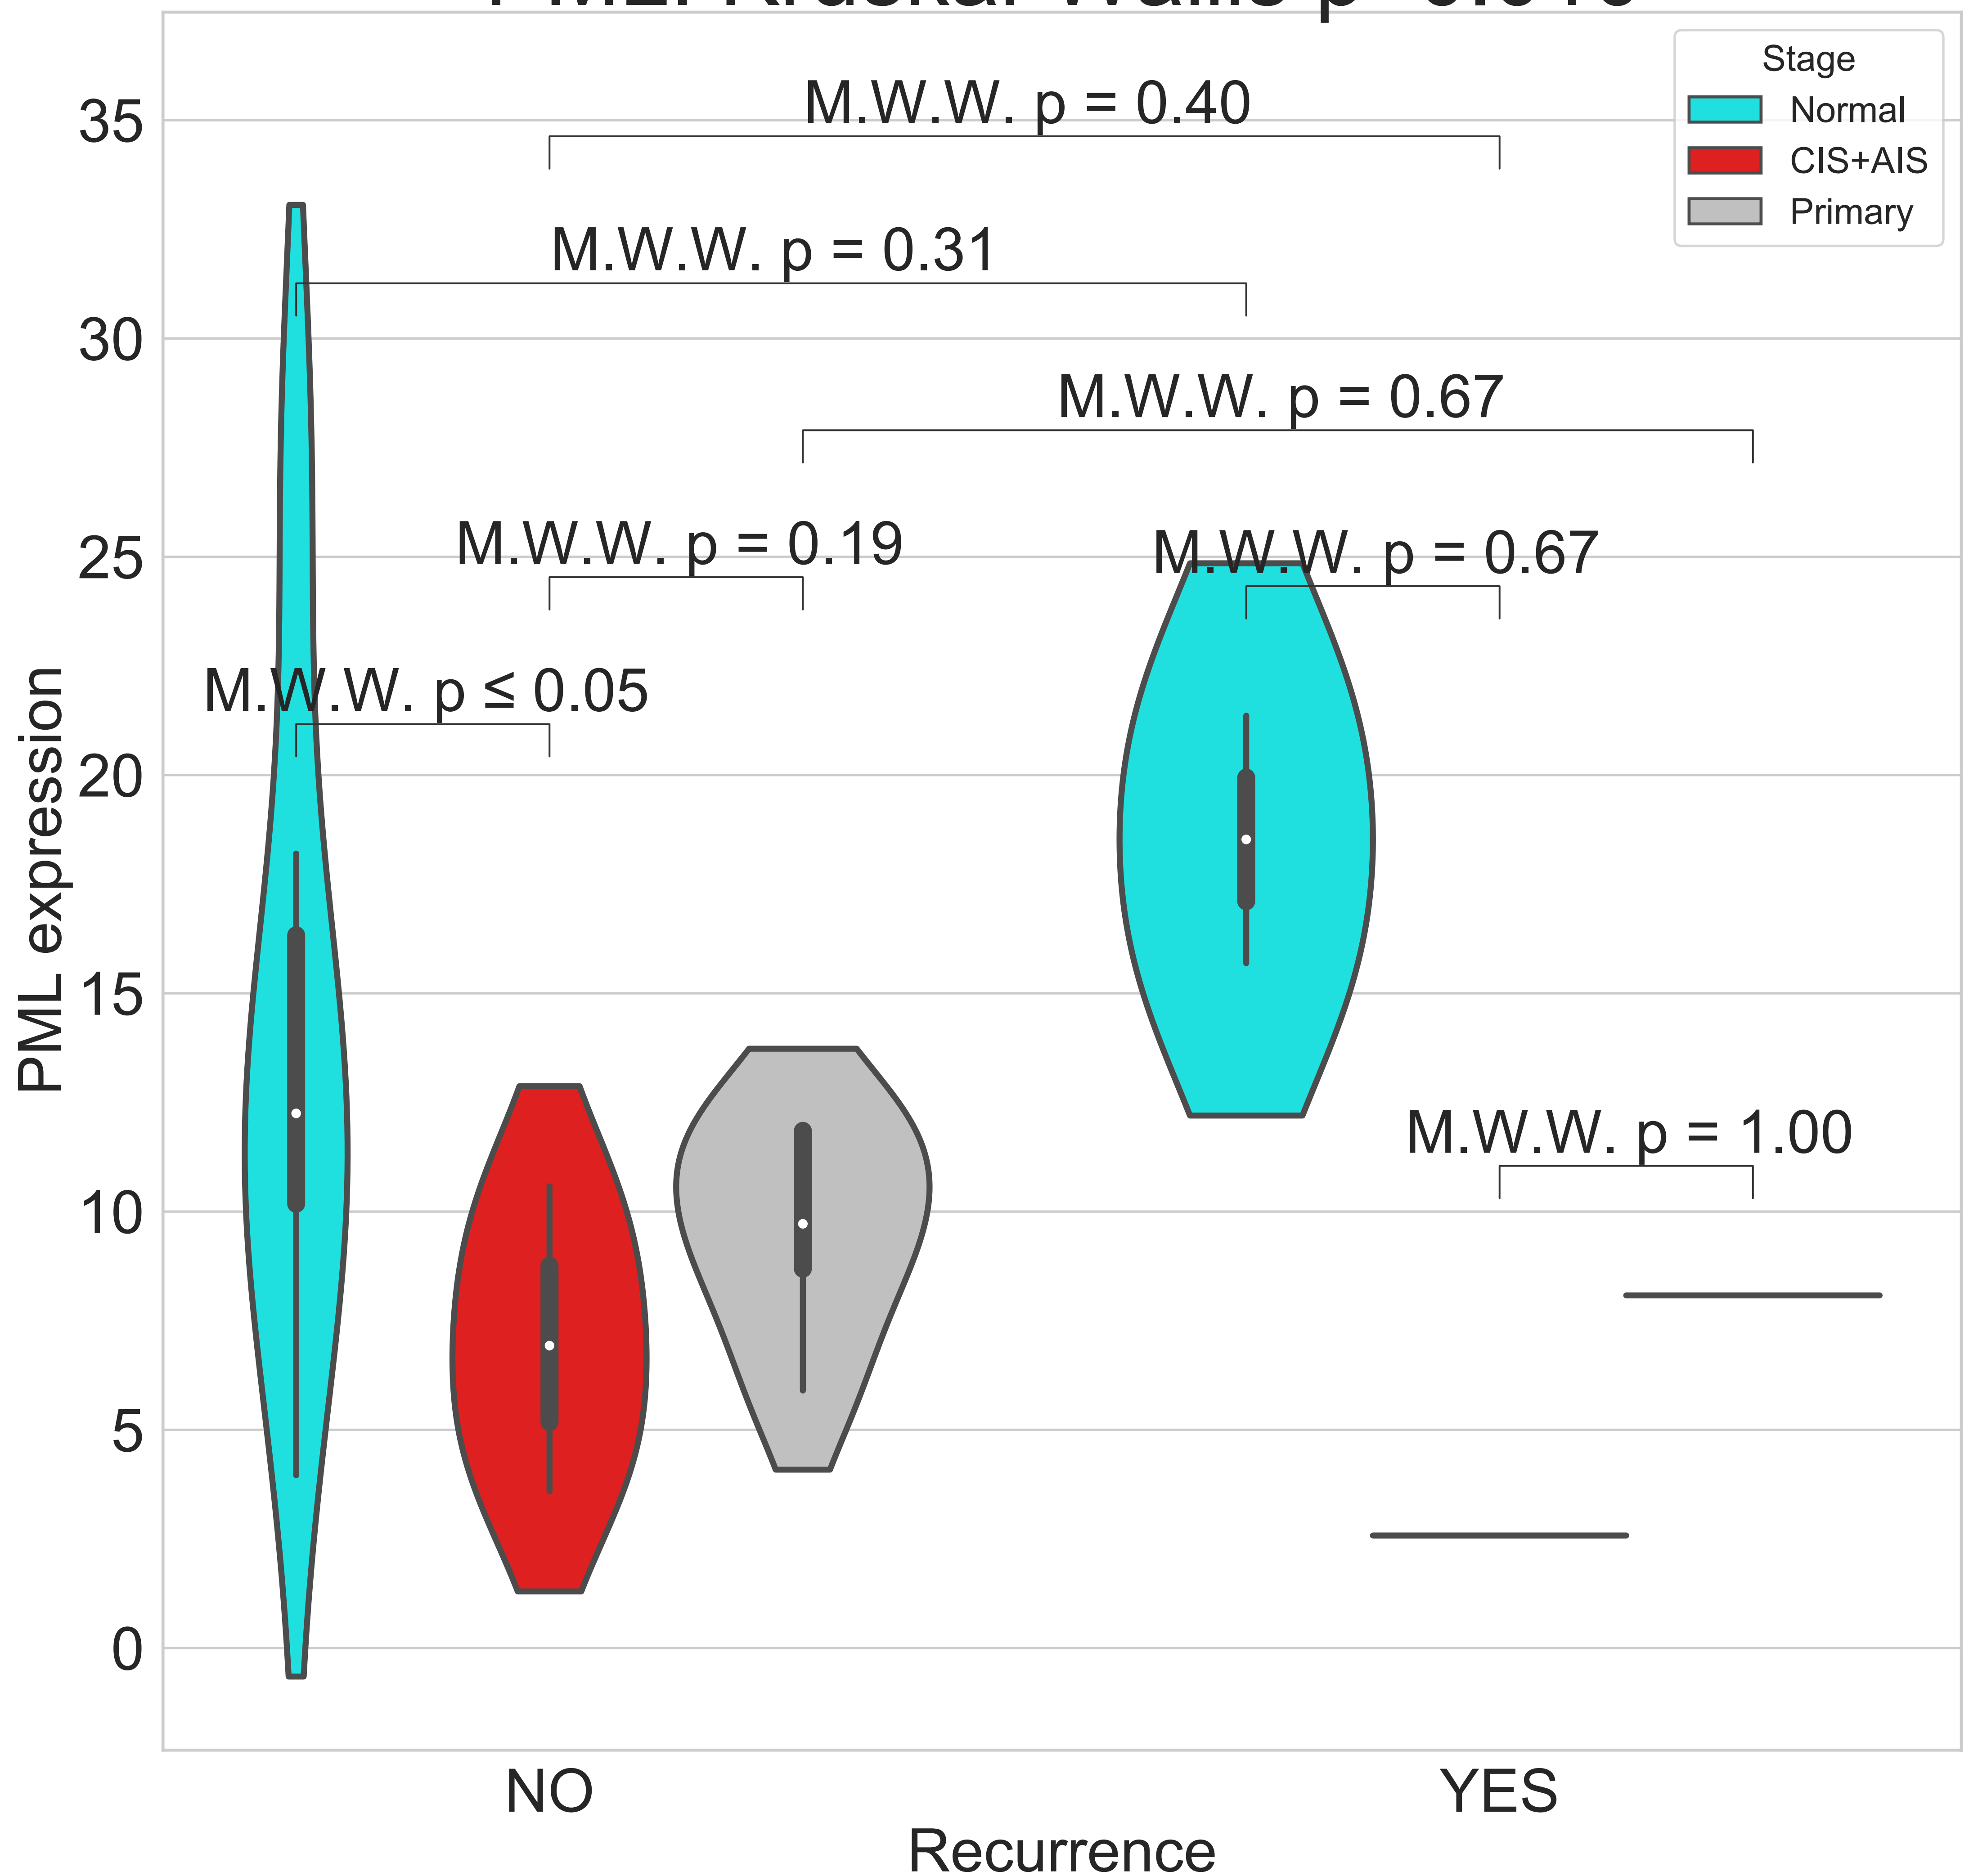 Stage
Normal
CIS+AIS
Primary
35
30
25
20
15
10
5
0
PML expression
M.W.W. p = 0.40
M.W.W. p = 0.31
M.W.W. p = 0.67
M.W.W. p = 0.19
M.W.W. p = 0.67
M.W.W. p ≤ 0.05
M.W.W. p = 1.00
NO
YES
Recurrence